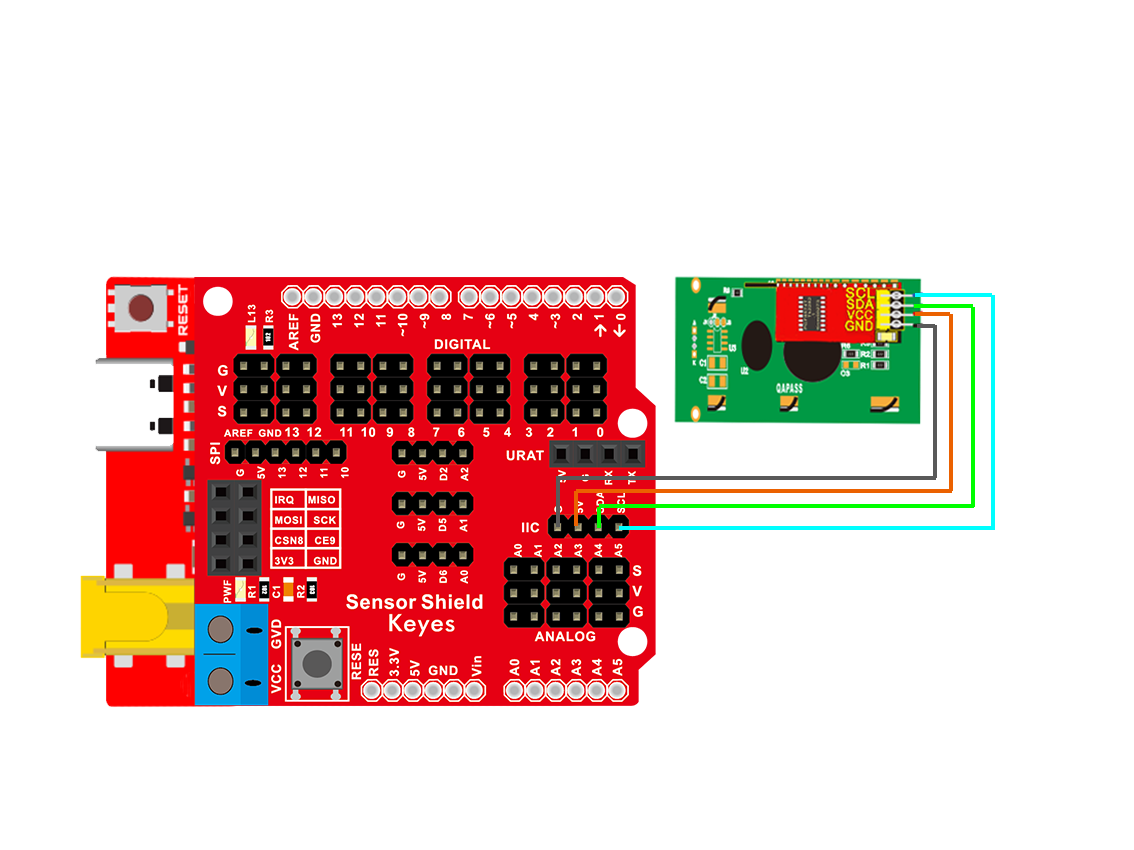 RESET
L13
R3
AREF
GND
13
12
11
~10
~9
8
7
~6
~5
4
~3
2
1
0
DIGITAL
G
V
S
AREF GND 13 12 11 10 9 8 7 6 5 4 3 2 1 0
SPI
G
5V
13
12
11
10
G
5V
D2
A2
G
5V
D5
A1
G
5V
D6
A0
URAT
5V
G
RX
TX
IRQ MISO
MOSI SCK
CSN8 CE9
3V3 GND
IIC
G
5V
SDA
SCL
A0
A1
A2
A3
A4
A5
S
V
G
ANALOG
PWF
R1
C1
R2
Sensor Shield
Keyes
GVD
VCC
RESE
RES
3.3V
5V
GND
Vin
A0
A1
A2
A3
A4
A5
SCL
SDA
VCC
GND
C1
C2
R8
R2
R1
QAPASS